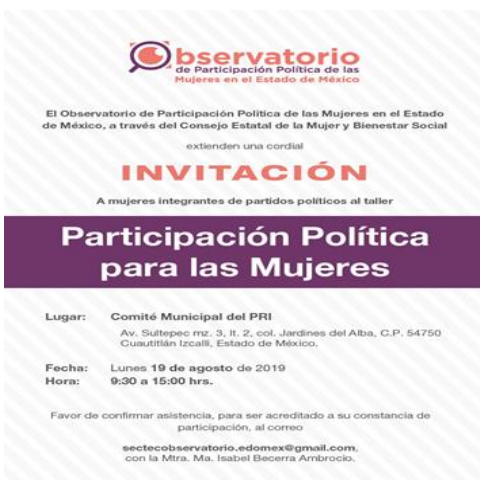 Observatorio
de Participación Política de las
Mujeres en el Estado de México
El Observatorio de Participación Política de las Mujeres en el Estado
de México, a través del Consejo Estatal de la Mujer y Bienestar Social
extienden una cordial
INVITACIÓN
A mujeres integrantes de partidos políticos al taller
Participación Política
para las Mujeres
Lugar: Comité Municipal del PRI
Av. Sultepec mz. 3, lt. 2, col. Jardines del Alba, C.P. 54750
Cuautitlán Izcalli, Estado de México.
Fecha: Lunes 19 de agosto de 2019
Hora: 9:30 a 15:00 hrs.
Favor de confirmar asistencia, para ser acreditado a su constancia de
participación, al correo
sectecobservatorio.edomex@gmail.com,
con la Mtra. Ma. Isabel Becerra Ambrocio.